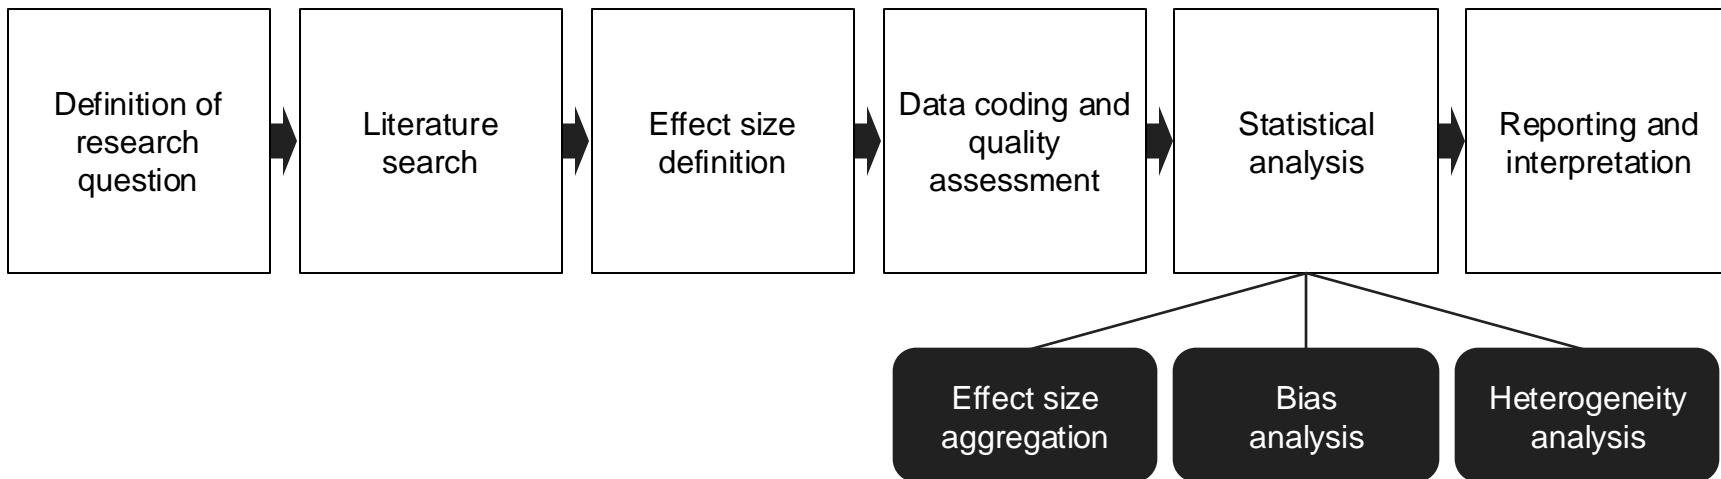 Definition of
research
question
Literature
search
Effect size
definition
Data coding and
quality
assessment
Statistical
analysis
Reporting and
interpretation
Effect size
aggregation
Bias
analysis
Heterogeneity
analysis